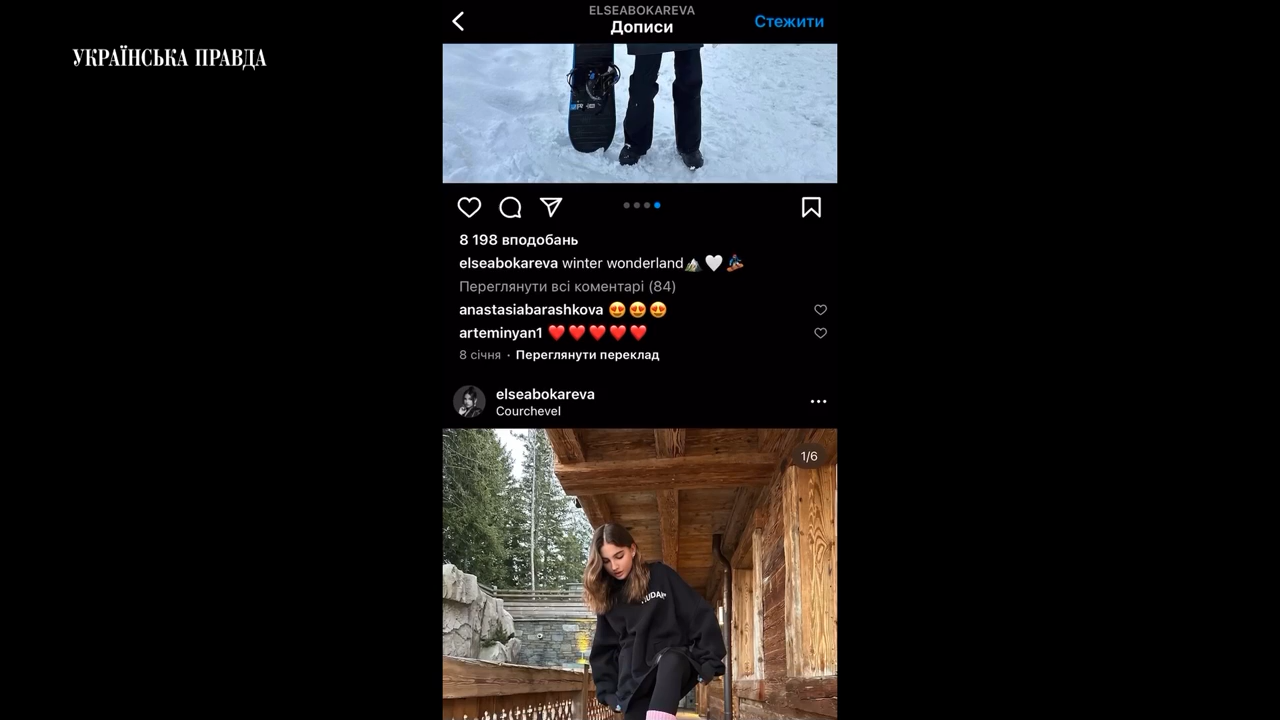 УКРАЇНСЬКА ПРАВДА
ELSEABOKAREVA
Дописи
Стежити
8 198 вподобань
elseabokareva winter wonderland🏔️🤍🏂
Переглянути всі коментарі (84)
anastasiabarashkova 😍😍😍
arteminyan1 ❤️❤️❤️❤️❤️
8 січня · Переглянути переклад
elseabokareva
Courchevel
1/6